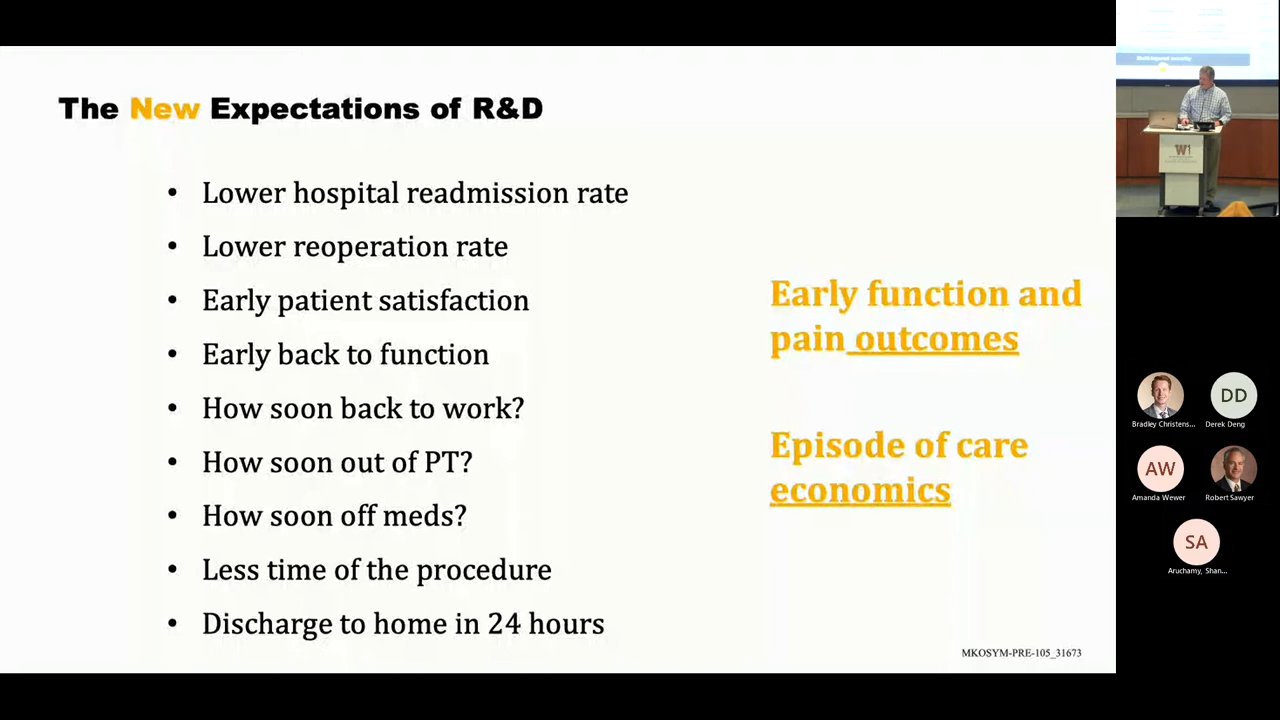 The New Expectations of R&D
• Lower hospital readmission rate
• Lower reoperation rate
• Early patient satisfaction
• Early back to function
• How soon back to work?
• How soon out of PT?
• How soon off meds?
• Less time of the procedure
• Discharge to home in 24 hours
Early function and
pain outcomes
Episode of care
economics
MKOSYM-PRE-105_31673
W
DD
Bradley Christens...
Derek Deng
AW
Amanda Wewer
Robert Sawyer
SA
Aruchamy, Shan...